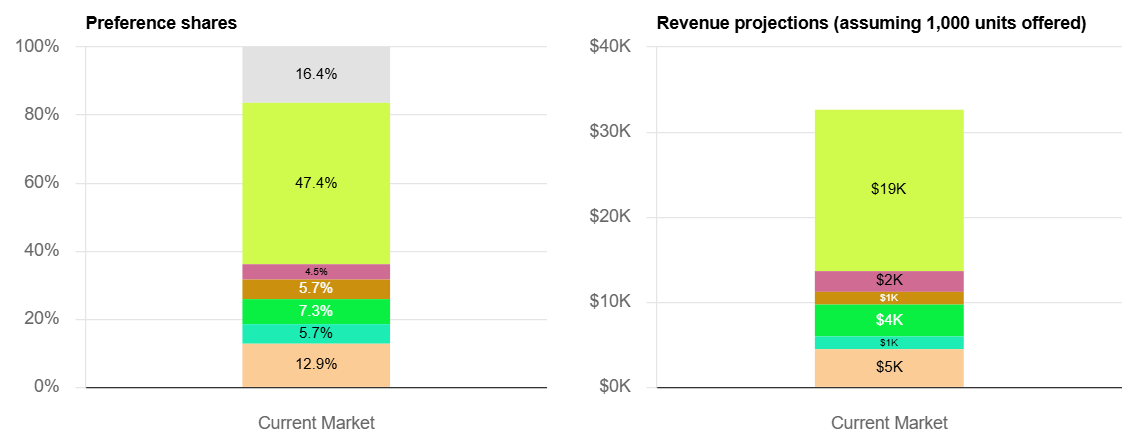 Preference shares
100%
80%
60%
40%
20%
0%
16.4%
47.4%
4.5%
5.7%
7.3%
5.7%
12.9%
Current Market
Revenue projections (assuming 1,000 units offered)
$40K
$30K
$20K
$10K
$0K
$19K
$2K
$1K
$4K
$1K
$5K
Current Market